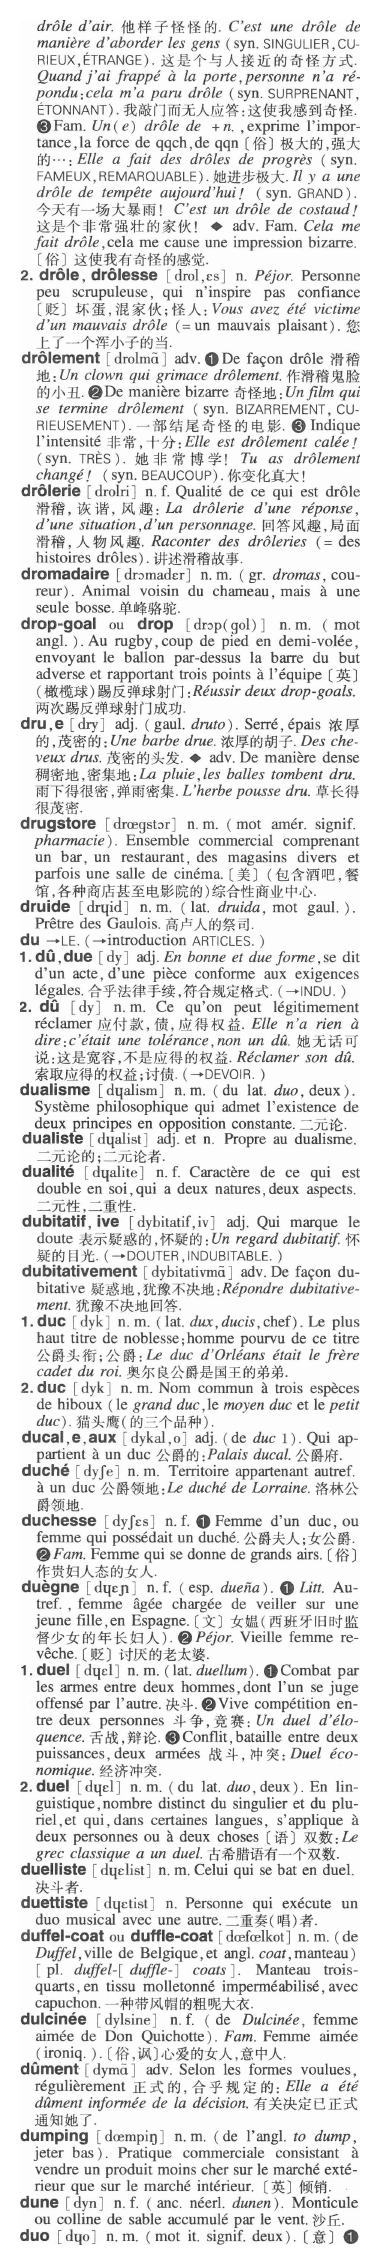 drôle d'air. 他样子怪怪的. C'est une drôle de
manière d'aborder les gens (syn. SINGULIER, CU-
RIEUX, ÉTRANGE). 这是个与人接近的奇怪方式.
Quand j'ai frappé à la porte, personne n'a ré-
pondu: cela m'a paru drôle (syn. SURPRENANT,
ÉTONNANT). 我敲门而无人应答: 这使我感到奇怪.
❸ Fam. Un(e) drôle de +n., exprime l'impor-
tance, la force de qqch, de qqn 〔俗〕极大的, 强大
的…: Elle a fait des drôles de progrès (syn.
FAMEUX, REMARQUABLE). 她进步极大. Il y a une
drôle de tempête aujourd'hui! (syn. GRAND).
今天有一场大暴雨! C'est un drôle de costaud!
这是个非常强壮的家伙! ◆ adv. Fam. Cela me
fait drôle, cela me cause une impression bizarre.
〔俗〕这使我有奇怪的感觉.
2. drôle, drôlesse [drol, ɛs] n. Péjor. Personne
peu scrupuleuse, qui n'inspire pas confiance
〔贬〕坏蛋, 混家伙; 怪人: Vous avez été victime
d'un mauvais drôle (= un mauvais plaisant). 您
上了一个浑小子的当.
drôlement [drolmɑ̃] adv. ❶ De façon drôle 滑稽
地: Un clown qui grimace drôlement. 作滑稽鬼脸
的小丑. ❷ De manière bizarre 奇怪地: Un film qui
se termine drôlement (syn. BIZARREMENT, CU-
RIEUSEMENT). 一部结尾奇怪的电影. ❸ Indique
l'intensité 非常, 十分: Elle est drôlement calée!
(syn. TRÈS). 她非常博学! Tu as drôlement
changé! (syn. BEAUCOUP). 你变化真大!
drôlerie [drolri] n. f. Qualité de ce qui est drôle
滑稽, 诙谐, 风趣: La drôlerie d'une réponse,
d'une situation, d'un personnage. 回答风趣, 局面
滑稽, 人物风趣. Raconter des drôleries (= des
histoires drôles). 讲述滑稽故事.
dromadaire [drɔmadɛr] n. m. (gr. dromas, cou-
reur). Animal voisin du chameau, mais à une
seule bosse. 单峰骆驼.
drop-goal ou drop [drɔp(gol)] n. m. (mot
angl.). Au rugby, coup de pied en demi-volée,
envoyant le ballon par-dessus la barre du but
adverse et rapportant trois points à l'équipe 〔英〕
(橄榄球)踢反弹球射门: Réussir deux drop-goals.
两次踢反弹球射门成功.
dru, e [dry] adj. (gaul. druto). Serré, épais 浓厚
的, 茂密的: Une barbe drue. 浓厚的胡子. Des che-
veux drus. 茂密的头发. ◆ adv. De manière dense
稠密地, 密集地: La pluie, les balles tombent dru.
雨下得很密, 弹雨密集. L'herbe pousse dru. 草长得
很茂密.
drugstore [drœgstɔr] n. m. (mot amér. signif.
pharmacie). Ensemble commercial comprenant
un bar, un restaurant, des magasins divers et
parfois une salle de cinéma. 〔美〕(包含酒吧, 餐
馆, 各种商店甚至电影院的)综合性商业中心.
druide [drɥid] n. m. (lat. druida, mot gaul.).
Prêtre des Gaulois. 高卢人的祭司.
du →LE. (→introduction ARTICLES.)
1. dû, due [dy] adj. En bonne et due forme, se dit
d'un acte, d'une pièce conforme aux exigences
légales. 合乎法律手续, 符合规定格式. (→INDU.)
2. dû [dy] n. m. Ce qu'on peut légitimement
réclamer 应付款, 债, 应得权益. Elle n'a rien à
dire: c'était une tolérance, non un dû. 她无话可
说: 这是宽容, 不是应得的权益. Réclamer son dû.
索取应得的权益; 讨债. (→DEVOIR.)
dualisme [dɥalism] n. m. (du lat. duo, deux).
Système philosophique qui admet l'existence de
deux principes en opposition constante. 二元论.
dualiste [dɥalist] adj. et n. Propre au dualisme.
二元论的; 二元论者.
dualité [dɥalite] n. f. Caractère de ce qui est
double en soi, qui a deux natures, deux aspects.
二元性, 二重性.
dubitatif, ive [dybitatif, iv] adj. Qui marque le
doute 表示疑惑的, 怀疑的: Un regard dubitatif. 怀
疑的目光. (→DOUTER, INDUBITABLE.)
dubitativement [dybitativmɑ̃] adv. De façon du-
bitative 疑惑地, 犹豫不决地: Répondre dubitative-
ment. 犹豫不决地回答.
1. duc [dyk] n. m. (lat. dux, ducis, chef). Le plus
haut titre de noblesse; homme pourvu de ce titre
公爵头衔; 公爵: Le duc d'Orléans était le frère
cadet du roi. 奥尔良公爵是国王的弟弟.
2. duc [dyk] n. m. Nom commun à trois espèces
de hiboux (le grand duc, le moyen duc et le petit
duc). 猫头鹰(的三个品种).
ducal, e, aux [dykal, o] adj. (de duc 1). Qui ap-
partient à un duc 公爵的: Palais ducal. 公爵府.
duché [dyʃe] n. m. Territoire appartenant autref.
à un duc 公爵领地: Le duché de Lorraine. 洛林公
爵领地.
duchesse [dyʃɛs] n. f. ❶ Femme d'un duc, ou
femme qui possédait un duché. 公爵夫人; 女公爵.
❷ Fam. Femme qui se donne de grands airs. 〔俗〕
作贵妇人态的女人.
duègne [dɥɛɲ] n. f. (esp. dueña). ❶ Litt. Au-
tref., femme âgée chargée de veiller sur une
jeune fille, en Espagne. 〔文〕女媪(西班牙旧时监
督少女的年长妇人). ❷ Péjor. Vieille femme re-
vêche. 〔贬〕讨厌的老太婆.
1. duel [dɥɛl] n. m. (lat. duellum). ❶ Combat par
les armes entre deux hommes, dont l'un se juge
offensé par l'autre. 决斗. ❷ Vive compétition en-
tre deux personnes 斗争, 竞赛: Un duel d'élo-
quence. 舌战, 辩论. ❸ Conflit, bataille entre deux
puissances, deux armées 战斗, 冲突: Duel éco-
nomique. 经济冲突.
2. duel [dɥɛl] n. m. (du lat. duo, deux). En lin-
guistique, nombre distinct du singulier et du plu-
riel, et qui, dans certaines langues, s'applique à
deux personnes ou à deux choses 〔语〕双数: Le
grec classique a un duel. 古希腊语有一个双数.
duelliste [dɥɛlist] n. m. Celui qui se bat en duel.
决斗者.
duettiste [dɥɛtist] n. Personne qui exécute un
duo musical avec une autre. 二重奏(唱)者.
duffel-coat ou duffle-coat [dœfœlkot] n. m. (de
Duffel, ville de Belgique, et angl. coat, manteau)
[pl. duffel-[duffle-] coats]. Manteau trois-
quarts, en tissu molletonné imperméabilisé, avec
capuchon. 一种带风帽的粗呢大衣.
dulcinée [dylsine] n. f. (de Dulcinée, femme
aimée de Don Quichotte). Fam. Femme aimée
(ironiq.). 〔俗, 讽〕心爱的女人, 意中人.
dûment [dymɑ̃] adv. Selon les formes voulues,
régulièrement 正式的, 合乎规定的: Elle a été
dûment informée de la décision. 有关决定已正式
通知她了.
dumping [dœmpiŋ] n. m. (de l'angl. to dump,
jeter bas). Pratique commerciale consistant à
vendre un produit moins cher sur le marché exté-
rieur que sur le marché intérieur. 〔英〕倾销.
dune [dyn] n. f. (anc. néerl. dunen). Monticule
ou colline de sable accumulé par le vent. 沙丘.
duo [dɥo] n. m. (mot it. signif. deux). 〔意〕❶